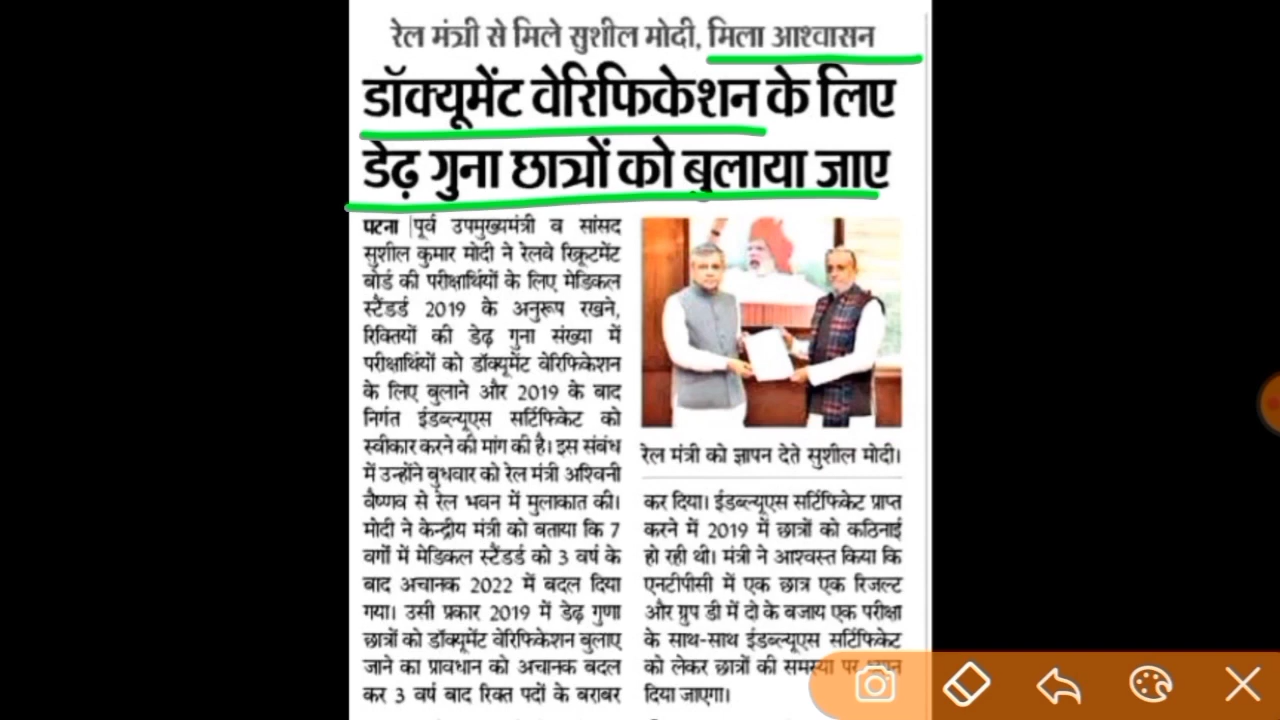 रेल मंत्री से मिले सुशील मोदी, मिला आश्वासन
डॉक्यूमेंट वेरिफिकेशन के लिए
डेढ़ गुना छात्रों को बुलाया जाए
पटना | पूर्व उपमुख्यमंत्री व सांसद
सुशील कुमार मोदी ने रेलवे रिक्रूटमेंट
बोर्ड की परीक्षार्थियों के लिए मेडिकल
स्टैंडर्ड 2019 के अनुरूप रखने,
रिक्तियों की डेढ़ गुना संख्या में
परीक्षार्थियों को डॉक्यूमेंट वेरिफिकेशन
के लिए बुलाने और 2019 के बाद
निर्गत ईडब्ल्यूएस सर्टिफिकेट को
स्वीकार करने की मांग की है। इस संबंध
में उन्होंने बुधवार को रेल मंत्री अश्विनी
वैष्णव से रेल भवन में मुलाकात की।
मोदी ने केन्द्रीय मंत्री को बताया कि 7
वर्गों में मेडिकल स्टैंडर्ड को 3 वर्ष के
बाद अचानक 2022 में बदल दिया
गया। उसी प्रकार 2019 में डेढ़ गुणा
छात्रों को डॉक्यूमेंट वेरिफिकेशन बुलाए
जाने का प्रावधान को अचानक बदल
कर 3 वर्ष बाद रिक्त पदों के बराबर
रेल मंत्री को ज्ञापन देते सुशील मोदी।
कर दिया। ईडब्ल्यूएस सर्टिफिकेट प्राप्त
करने में 2019 में छात्रों को कठिनाई
हो रही थी। मंत्री ने आश्वस्त किया कि
एनटीपीसी में एक छात्र एक रिजल्ट
और ग्रुप डी में दो के बजाय एक परीक्षा
के साथ-साथ ईडब्ल्यूएस सर्टिफिकेट
को लेकर छात्रों की समस्या पर
दिया जाएगा।